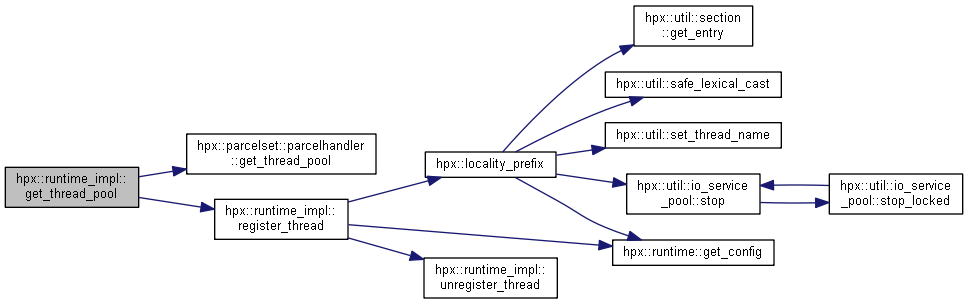 hpx::runtime_impl::
get_thread_pool
hpx::parcelset::parcelhandler
::get_thread_pool
hpx::runtime_impl::
register_thread
hpx::locality_prefix
hpx::runtime_impl::
unregister_thread
hpx::util::section
::get_entry
hpx::util::safe_lexical_cast
hpx::util::set_thread_name
hpx::util::io_service
_pool::stop
hpx::runtime::get_config
hpx::util::io_service
_pool::stop_locked